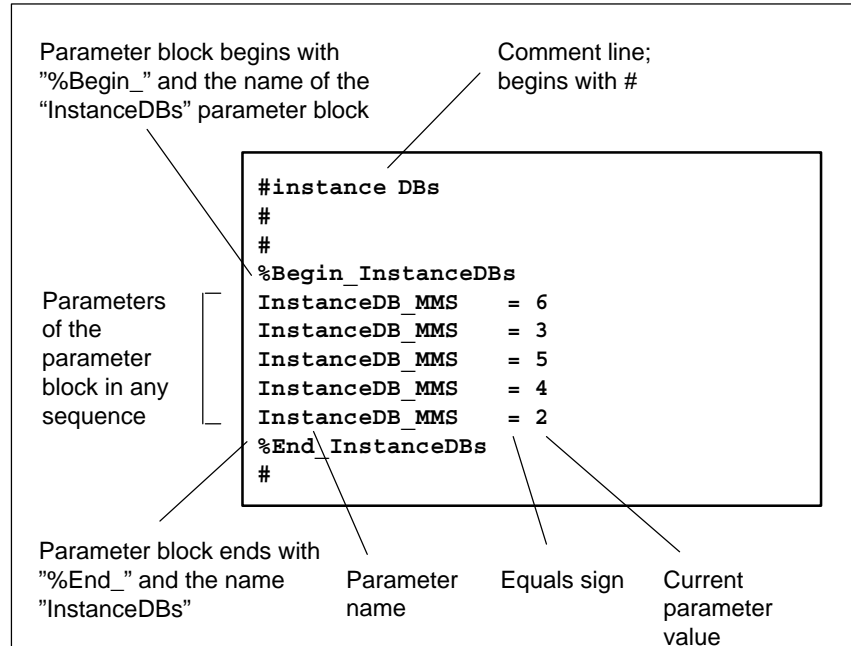 Parameter block begins with
”%Begin_” and the name of the
“InstanceDBs” parameter block
Comment line;
begins with #
#instance DBs
#
#
%Begin_InstanceDBs
InstanceDB_MMS = 6
InstanceDB_MMS = 3
InstanceDB_MMS = 5
InstanceDB_MMS = 4
InstanceDB_MMS = 2
%End_InstanceDBs
#
Parameters
of the
parameter
block in any
sequence
Parameter block ends with
”%End_” and the name
”InstanceDBs”
Parameter
name
Equals sign
Current
parameter
value